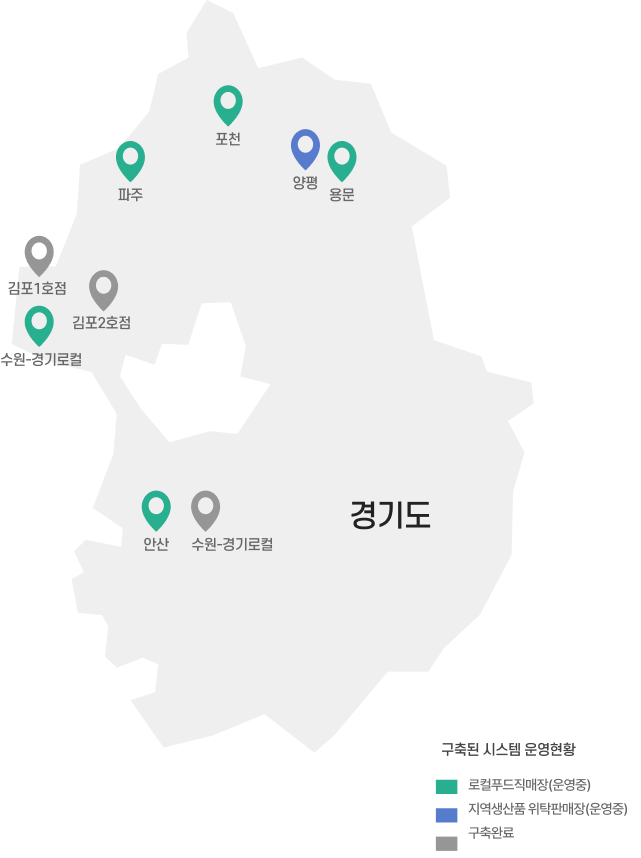 포천
양평
파주
용문
김포1호점
김포2호점
수원-경기로컬
경기도
안산
수원-경기로컬
구축된 시스템 운영현황
로컬푸드직매장(운영중)
지역생산품 위탁판매장(운영중)
구축완료